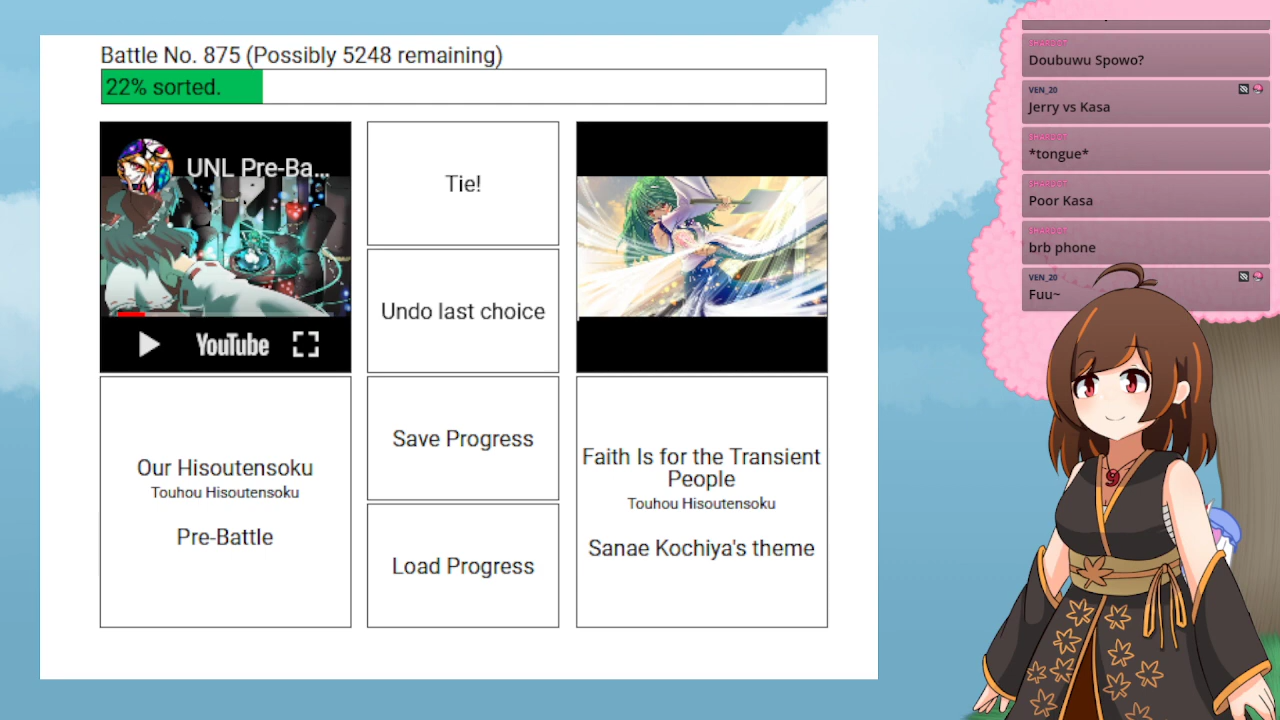 Battle No. 875 (Possibly 5248 remaining)
22% sorted.
UNL Pre-Ba...
YouTube
Tie!
Undo last choice
Save Progress
Load Progress
Our Hisoutensoku
Touhou Hisoutensoku
Pre-Battle
Faith Is for the Transient
People
Touhou Hisoutensoku
Sanae Kochiya's theme
Doubuwu Spowo?
VEN_20
Jerry vs Kasa
*tongue*
Poor Kasa
brb phone
VEN_20
Fuu~
9